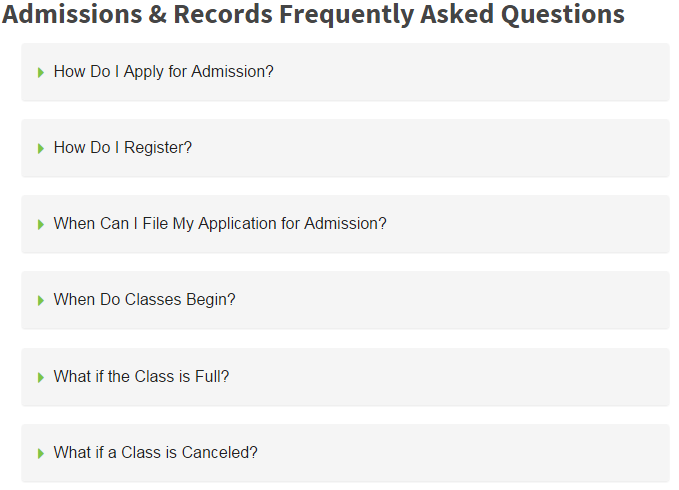 Admissions & Records Frequently Asked Questions
How Do I Apply for Admission?
How Do I Register?
When Can I File My Application for Admission?
When Do Classes Begin?
What if the Class is Full?
What if a Class is Canceled?